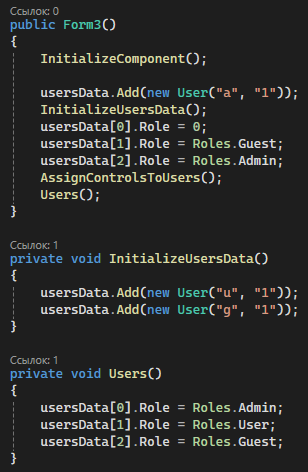 Ссылок: 0
public Form3()
{
InitializeComponent();
usersData.Add(new User("a", "1"));
InitializeUsersData();
usersData[0].Role = 0;
usersData[1].Role = Roles.Guest;
usersData[2].Role = Roles.Admin;
AssignControlsToUsers();
Users();
}
Ссылок: 1
private void InitializeUsersData()
{
usersData.Add(new User("u", "1"));
usersData.Add(new User("g", "1"));
}
Ссылок: 1
private void Users()
{
usersData[0].Role = Roles.Admin;
usersData[1].Role = Roles.User;
usersData[2].Role = Roles.Guest;
}